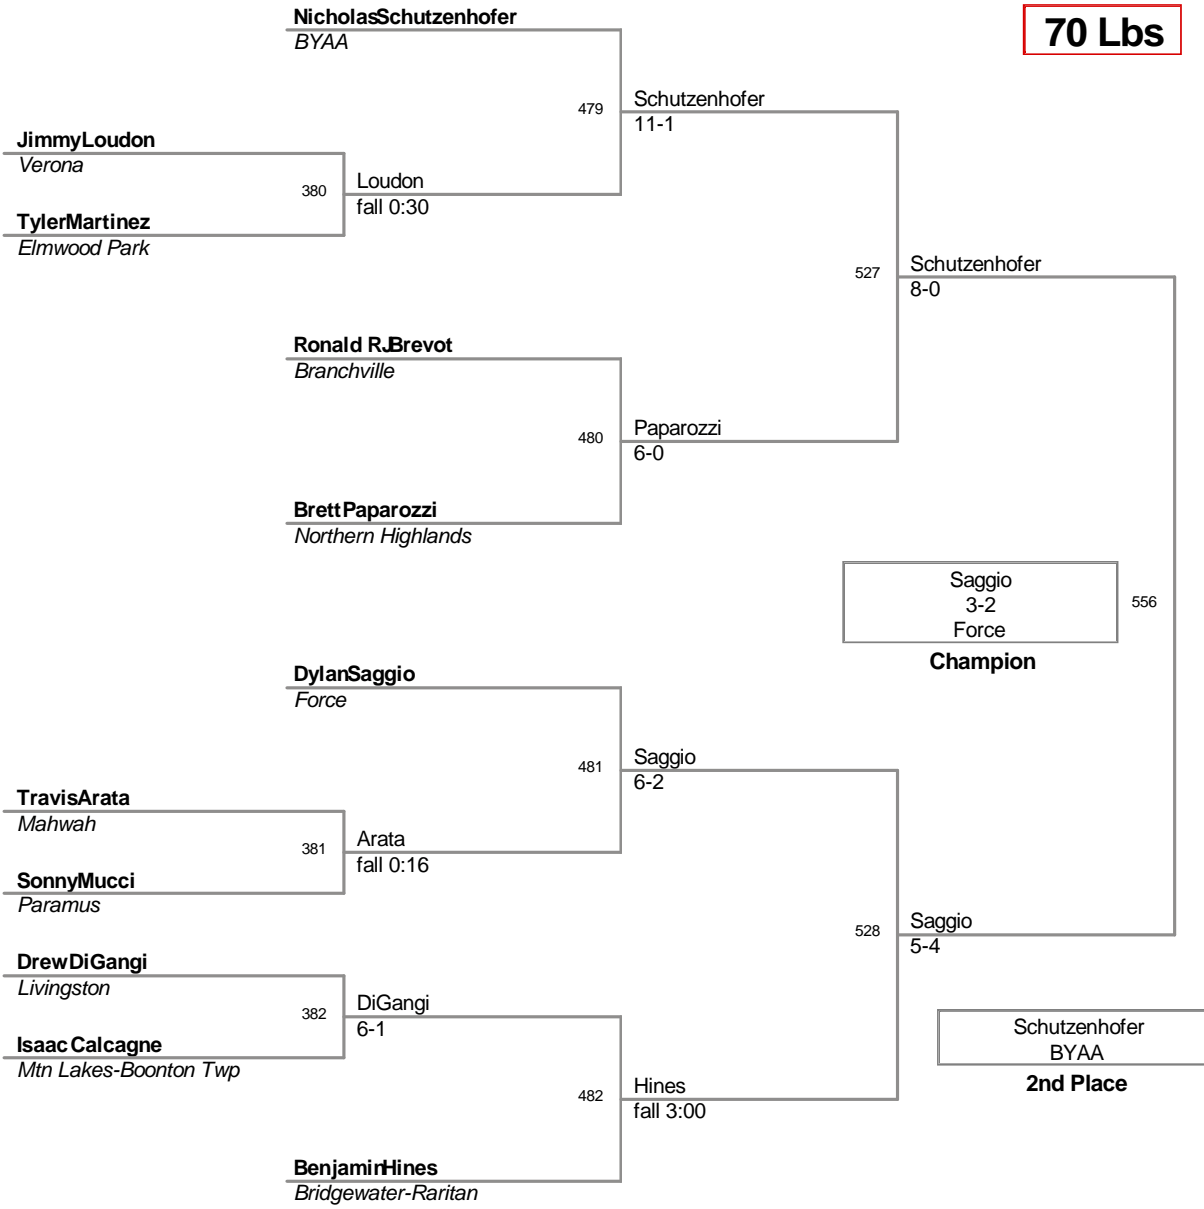 NicholasSchutzenhofer
BYAA
70 Lbs
479
Schutzenhofer
11-1
JimmyLoudon
Verona
380
Loudon
fall 0:30
TylerMartinez
Elmwood Park
527
Schutzenhofer
8-0
Ronald RJBrevot
Branchville
480
Paparozzi
6-0
BrettPaparozzi
Northern Highlands
Saggio
3-2
Force
556
Champion
DylanSaggio
Force
481
Saggio
6-2
TravisArata
Mahwah
381
Arata
fall 0:16
SonnyMucci
Paramus
528
Saggio
5-4
DrewDiGangi
Livingston
382
DiGangi
6-1
IsaacCalcagne
Mtn Lakes-Boonton Twp
Schutzenhofer
BYAA
2nd Place
482
Hines
fall 3:00
BenjaminHines
Bridgewater-Raritan